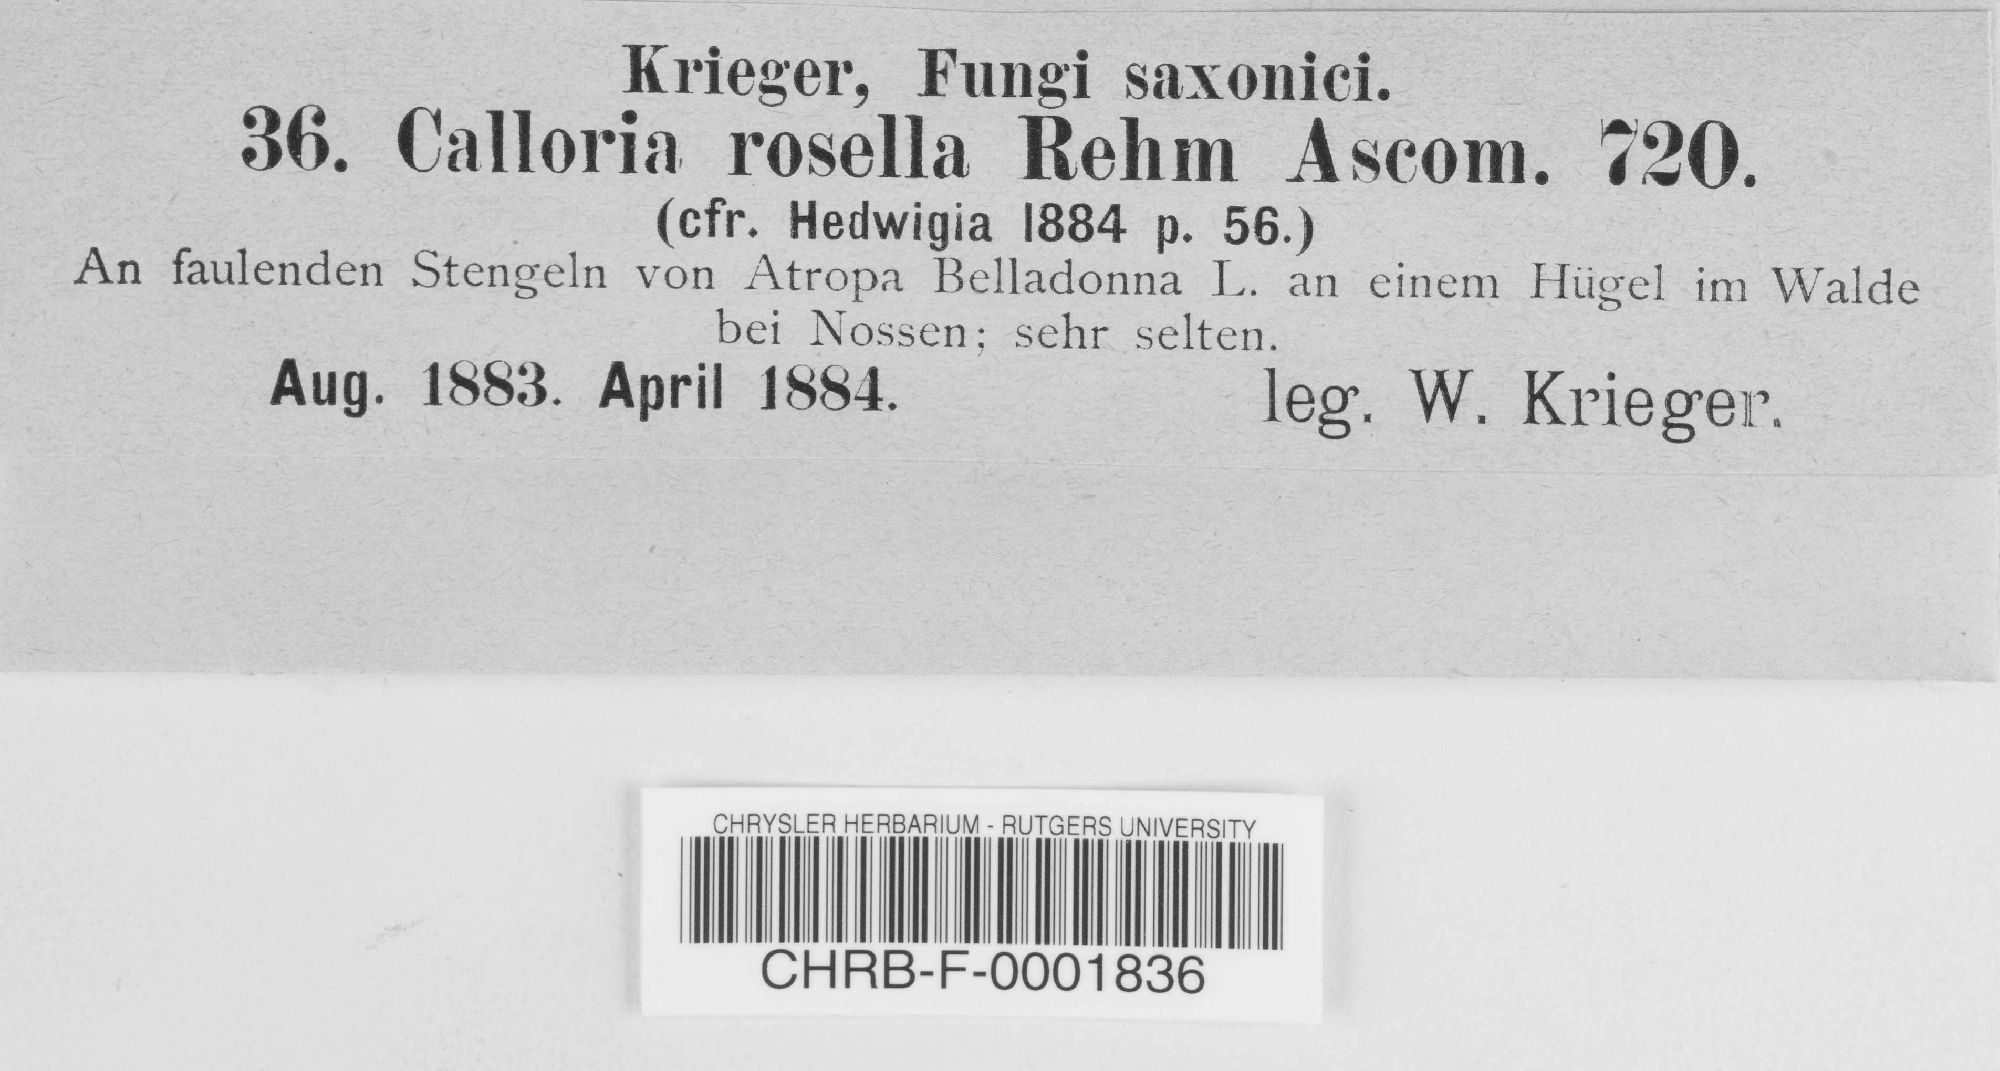 Krieger, Fungi saxonici.
36. Calloria rosella Rehm Ascom. 720.
(cfr. Hedwigia 1884 p. 56.)
An faulenden Stengeln von Atropa Belladonna L. an einem Hügel im Walde
bei Nossen; sehr selten.
Aug. 1883. April 1884. leg. W. Krieger.
CHRYSLER HERBARIUM - RUTGERS UNIVERSITY
CHRB-F-0001836